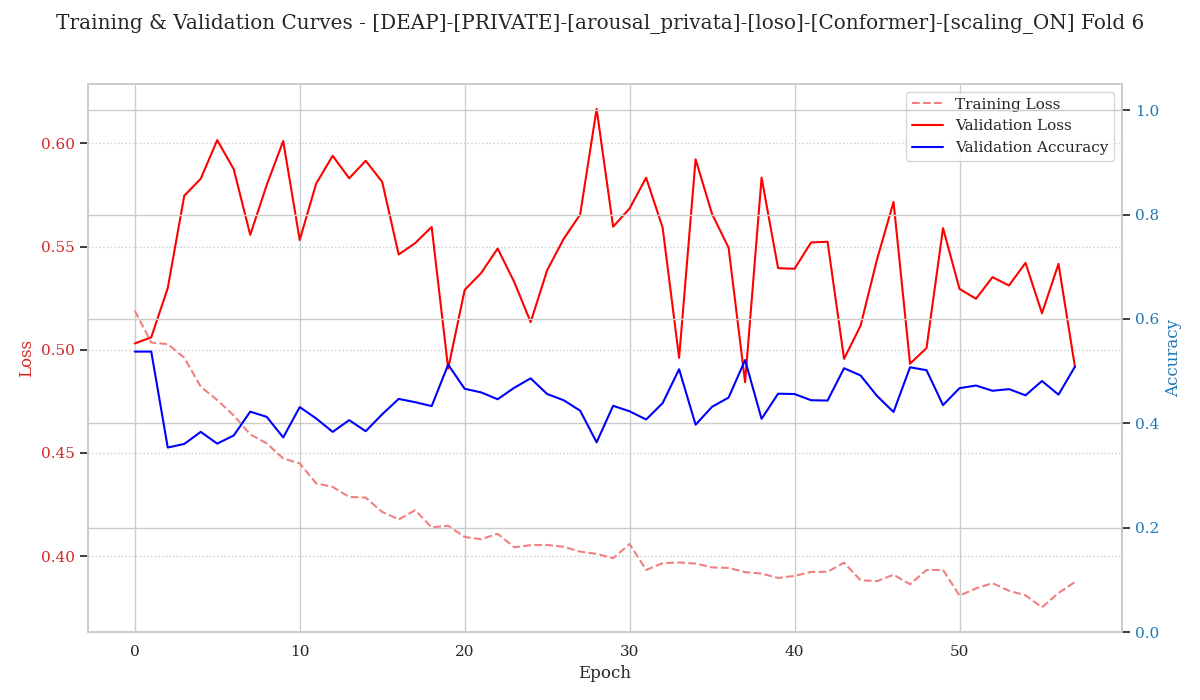 Training & Validation Curves - [DEAP]-[PRIVATE]-[arousal_privata]-[loso]-[Conformer]-[scaling_ON] Fold 6
Training Loss
Validation Loss
Validation Accuracy
0.60
0.55
0.50
0.45
0.40
Loss
1.0
0.8
0.6
0.4
0.2
0.0
Accuracy
0 10 20 30 40 50
Epoch